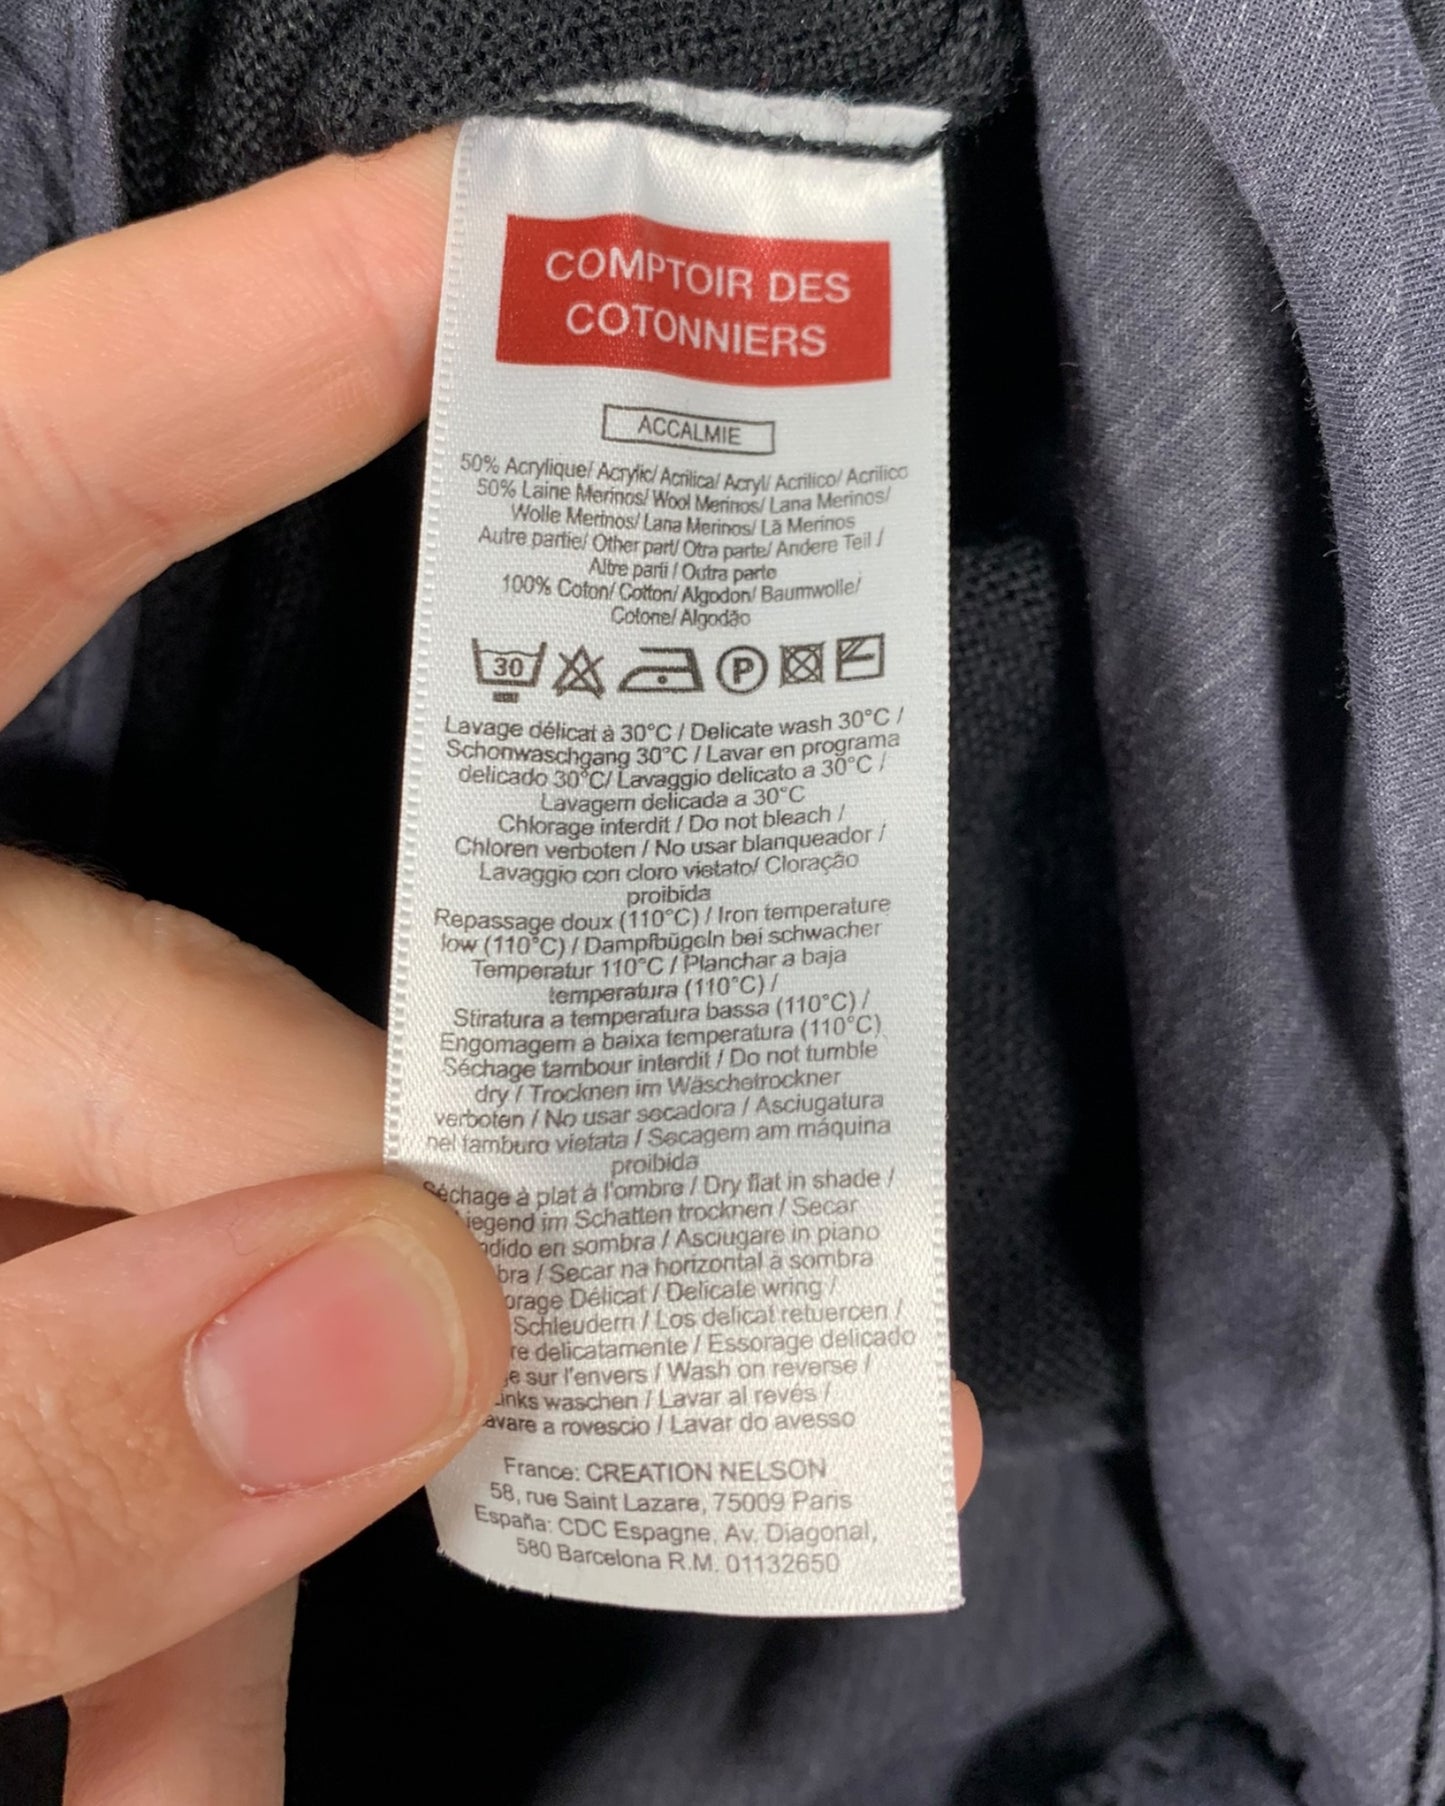 COMPTOIR DES
COTONNIERS
ACCALMIE
50% Acrylique/ Acrylic/ Acrilica/ Acryl/ Acrilico/ Acrilico
50% Laine Merinos/ Wool Merinos/ Lana Merinos/
Wolle Merinos/ Lana Merinos/ Lã Merinos
Autre partie/ Other part/ Otra parte/ Andere Teil /
Altre parti / Outra parte
100% Coton/ Cotton/ Algodon/ Baumwolle/
Cotone/ Algodão
30 P
Lavage délicat à 30°C / Delicate wash 30°C /
Schonwaschgang 30°C / Lavar en programa
delicado 30°C/ Lavaggio delicato a 30°C /
Lavagem delicada a 30°C
Chlorage interdit / Do not bleach /
Chloren verboten / No usar blanqueador /
Lavaggio con cloro vietato/ Cloração
proibida
Repassage doux (110°C) / Iron temperature
low (110°C) / Dampfbügeln bei schwacher
Temperatur 110°C / Planchar a baja
temperatura (110°C) /
Stiratura a temperatura bassa (110°C) /
Engomagem a baixa temperatura (110°C)
Séchage tambour interdit / Do not tumble
dry / Trocknen im Wäschetrockner
verboten / No usar secadora / Asciugatura
nel tamburo vietata / Secagem am máquina
proibida
Séchage à plat à l'ombre / Dry flat in shade /
iegend im Schatten trocknen / Secar
dido en sombra / Asciugare in piano
bra / Secar na horizontal à sombra
orage Délicat / Delicate wring /
Schleudern / Los delicat retuercen /
re delicatamente / Essorage delicado
e sur l'envers / Wash on reverse /
inks waschen / Lavar al revés /
avare a rovescio / Lavar do avesso
France: CREATION NELSON
58, rue Saint Lazare, 75009 Paris
España: CDC Espagne, Av. Diagonal,
580 Barcelona R.M. 01132650